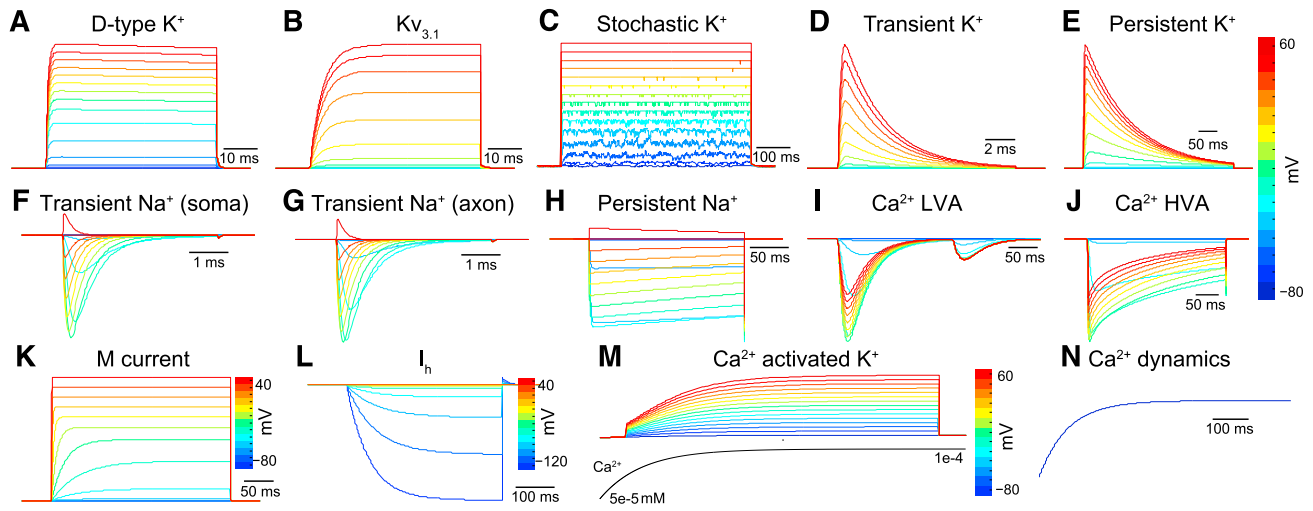 A D-type K⁺
10 ms
B Kv₃.₁
10 ms
C Stochastic K⁺
100 ms
D Transient K⁺
2 ms
E Persistent K⁺
50 ms
60
mV
−80
F Transient Na⁺ (soma)
1 ms
G Transient Na⁺ (axon)
1 ms
H Persistent Na⁺
50 ms
I Ca²⁺ LVA
50 ms
J Ca²⁺ HVA
50 ms
K M current
40
mV
−80
50 ms
L Iₕ
40
mV
−120
100 ms
M Ca²⁺ activated K⁺
Ca²⁺
5e-5 mM
1e-4
60
mV
−80
N Ca²⁺ dynamics
100 ms